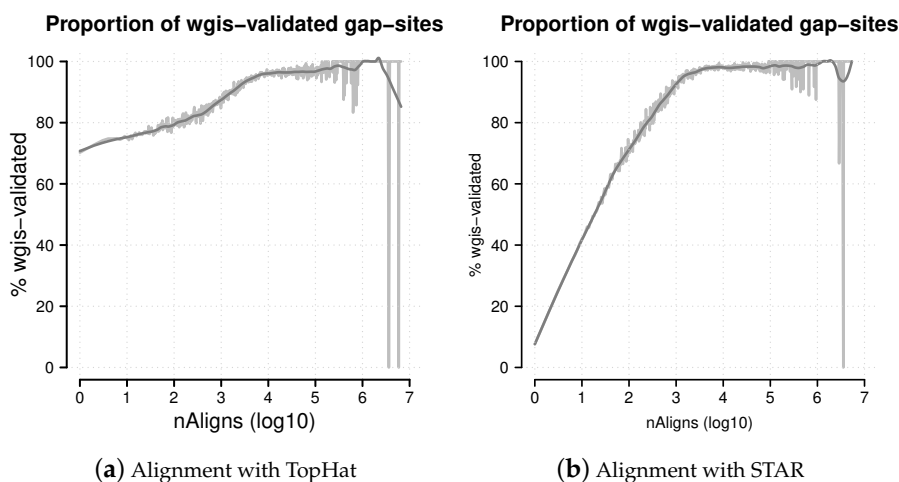 Proportion of wgis−validated gap−sites
% wgis−validated
100
80
60
40
20
0
0 1 2 3 4 5 6 7
nAligns (log10)
(a) Alignment with TopHat
Proportion of wgis−validated gap−sites
% wgis−validated
100
80
60
40
20
0
0 1 2 3 4 5 6 7
nAligns (log10)
(b) Alignment with STAR